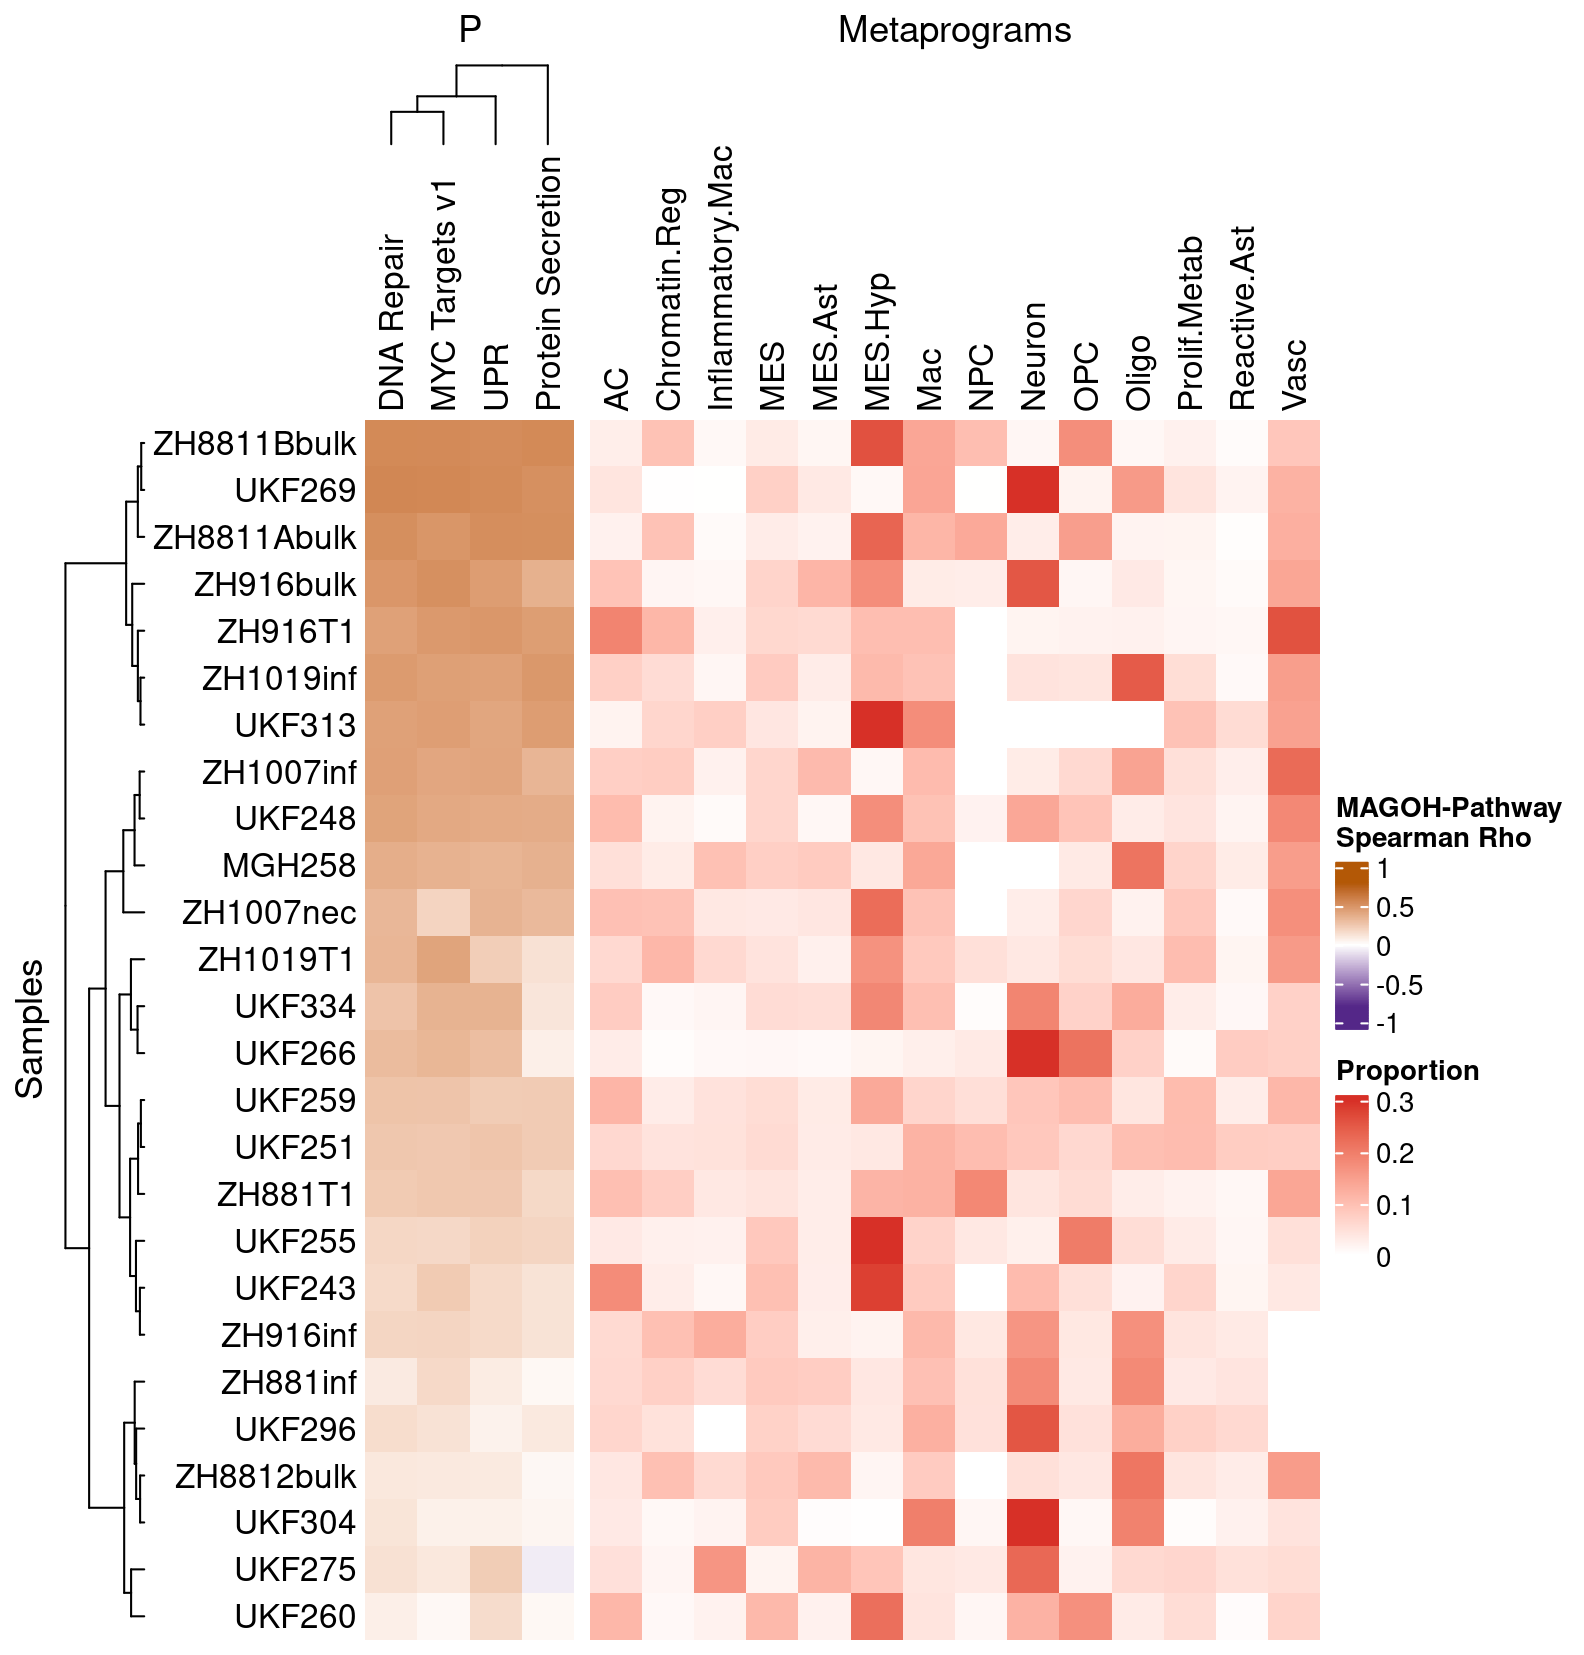 P
Metaprograms
DNA Repair
MYC Targets v1
UPR
Protein Secretion
AC
Chromatin.Reg
Inflammatory.Mac
MES
MES.Ast
MES.Hyp
Mac
NPC
Neuron
OPC
Oligo
Prolif.Metab
Reactive.Ast
Vasc
Samples
ZH8811Bbulk
UKF269
ZH8811Abulk
ZH916bulk
ZH916T1
ZH1019inf
UKF313
ZH1007inf
UKF248
MGH258
ZH1007nec
ZH1019T1
UKF334
UKF266
UKF259
UKF251
ZH881T1
UKF255
UKF243
ZH916inf
ZH881inf
UKF296
ZH8812bulk
UKF304
UKF275
UKF260
MAGOH-Pathway
Spearman Rho
1
0.5
0
-0.5
-1
Proportion
0.3
0.2
0.1
0